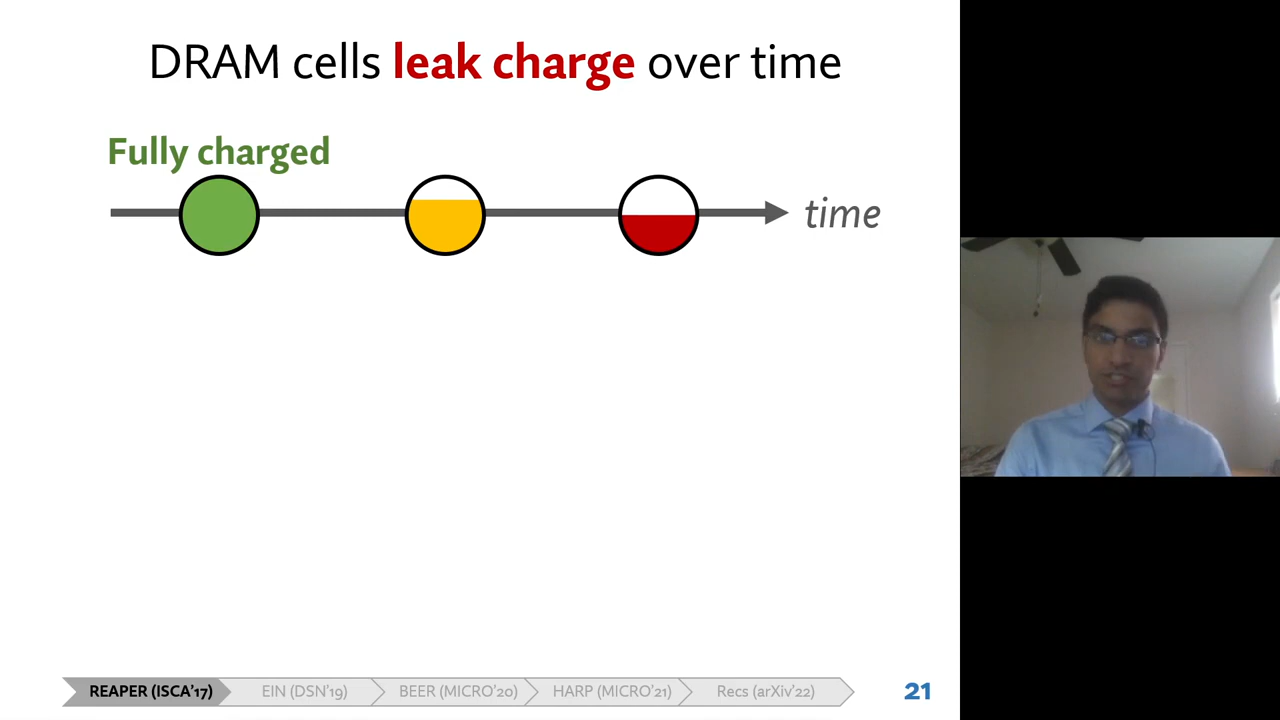 DRAM cells leak charge over time
Fully charged
time
REAPER (ISCA'17)
EIN (DSN'19)
BEER (MICRO'20)
HARP (MICRO'21)
Recs (arXiv'22)
21